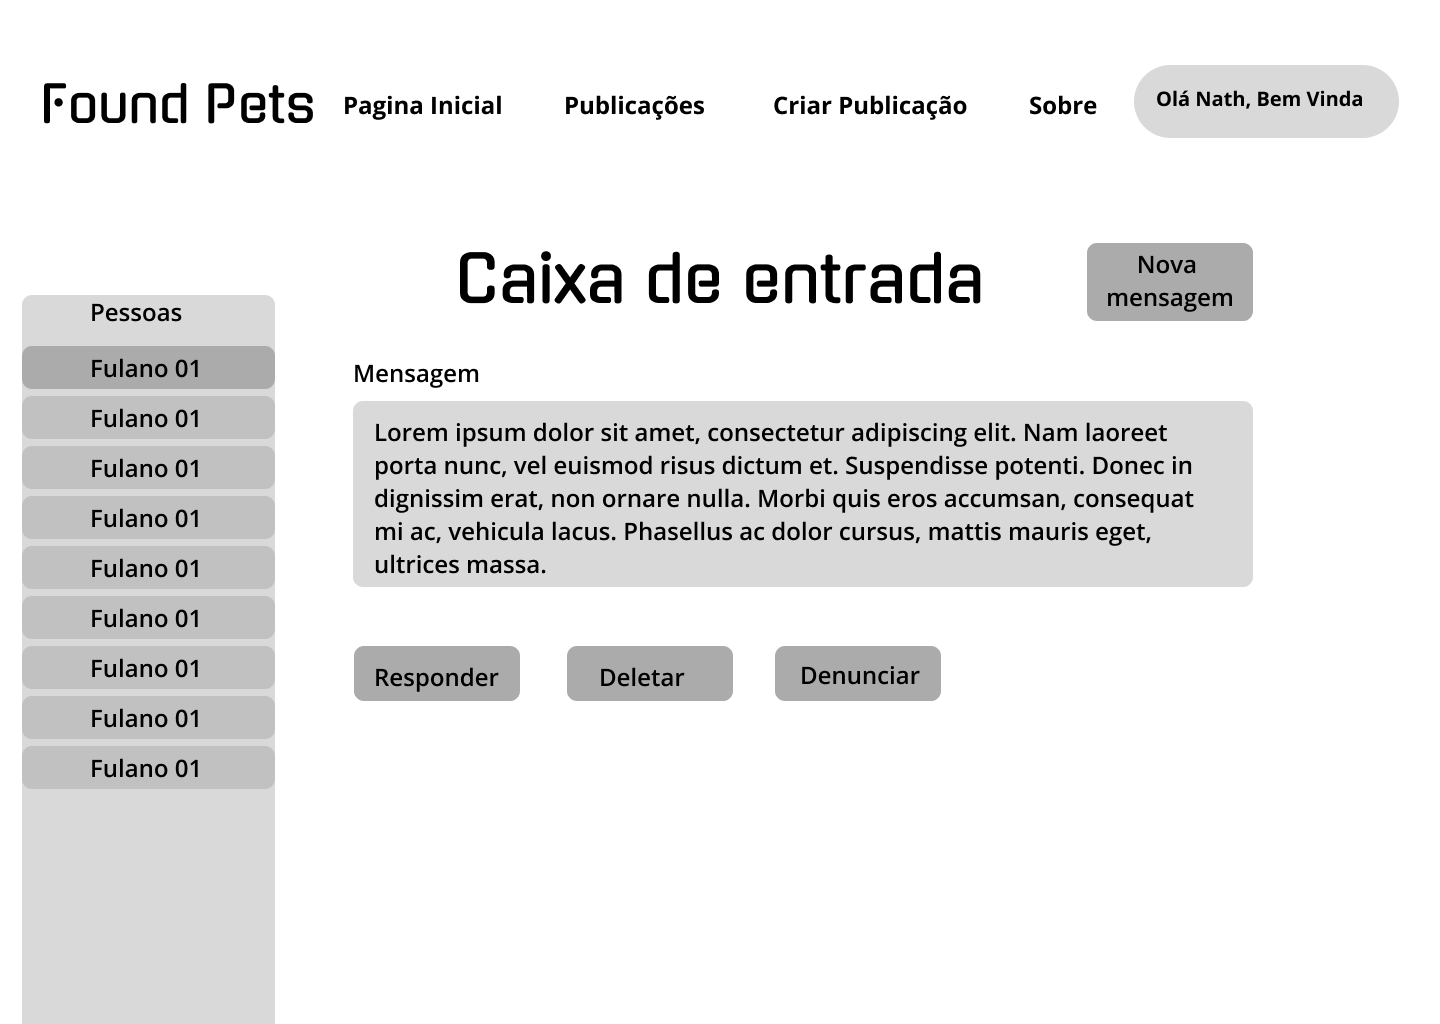 Found Pets
Pagina Inicial
Publicações
Criar Publicação
Sobre
Olá Nath, Bem Vinda
Caixa de entrada
Nova
mensagem
Pessoas
Fulano 01
Fulano 01
Fulano 01
Fulano 01
Fulano 01
Fulano 01
Fulano 01
Fulano 01
Fulano 01
Mensagem
Lorem ipsum dolor sit amet, consectetur adipiscing elit. Nam laoreet
porta nunc, vel euismod risus dictum et. Suspendisse potenti. Donec in
dignissim erat, non ornare nulla. Morbi quis eros accumsan, consequat
mi ac, vehicula lacus. Phasellus ac dolor cursus, mattis mauris eget,
ultrices massa.
Responder
Deletar
Denunciar